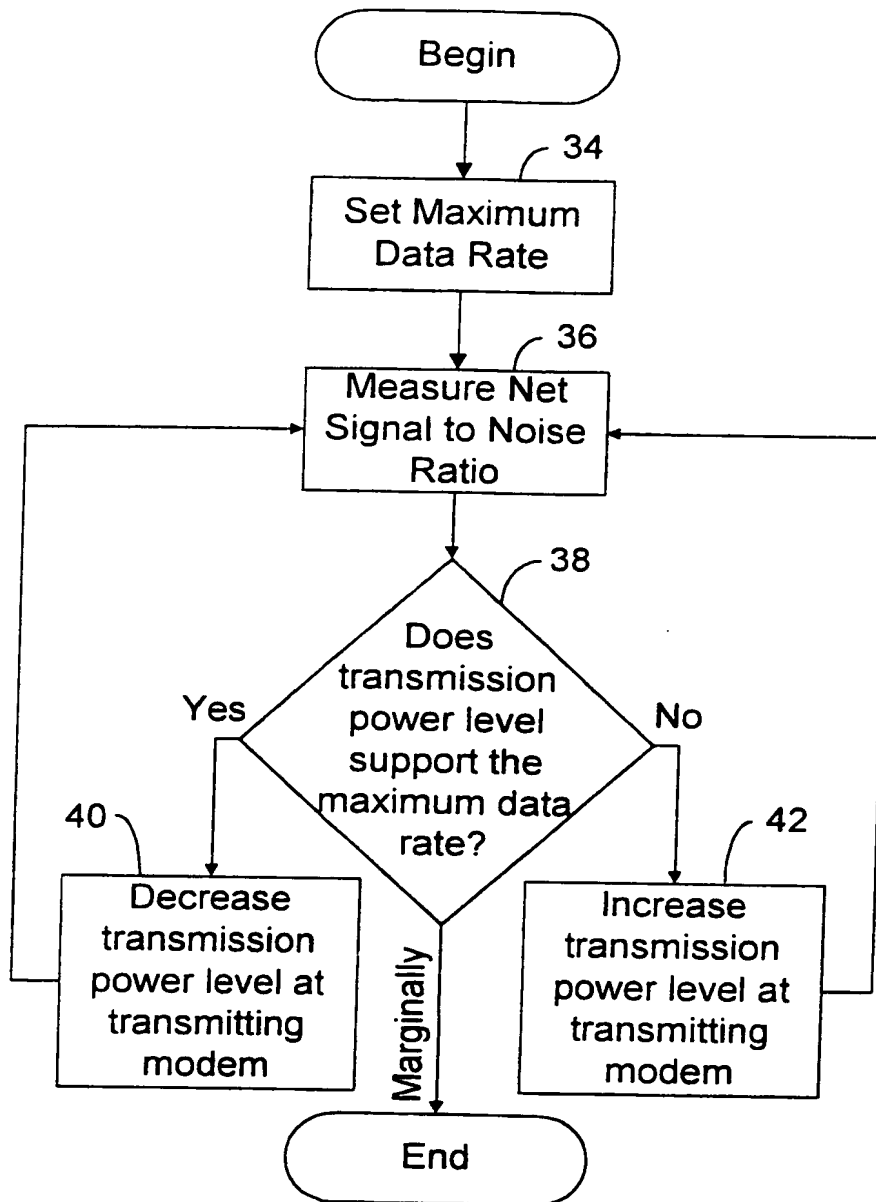 Begin
34
Set Maximum
Data Rate
36
Measure Net
Signal to Noise
Ratio
38
Does
transmission
power level
support the
maximum data
rate?
Yes
No
40
Decrease
transmission
power level at
transmitting
modem
42
Increase
transmission
power level at
transmitting
modem
Marginally
End